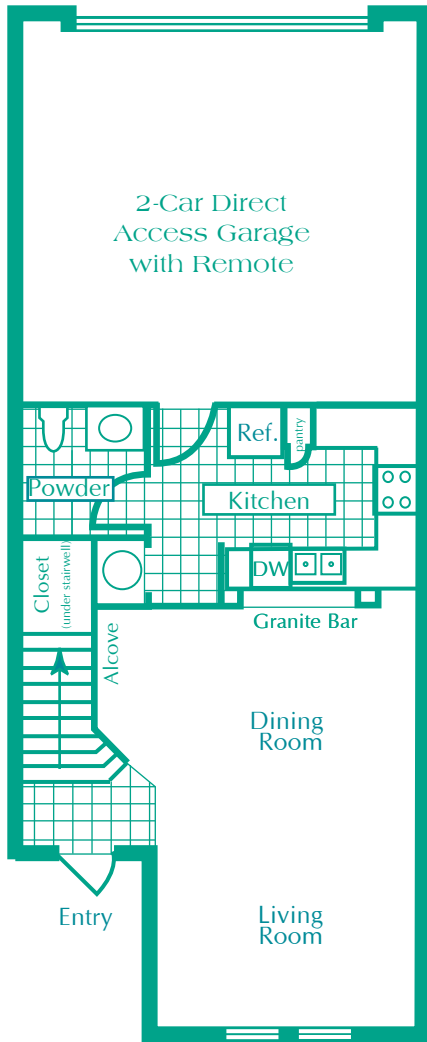 2-Car Direct
Access Garage
with Remote
Ref.
pantry
Powder
Kitchen
DW
Closet
(under stairwell)
Granite Bar
Alcove
Dining
Room
Entry
Living
Room